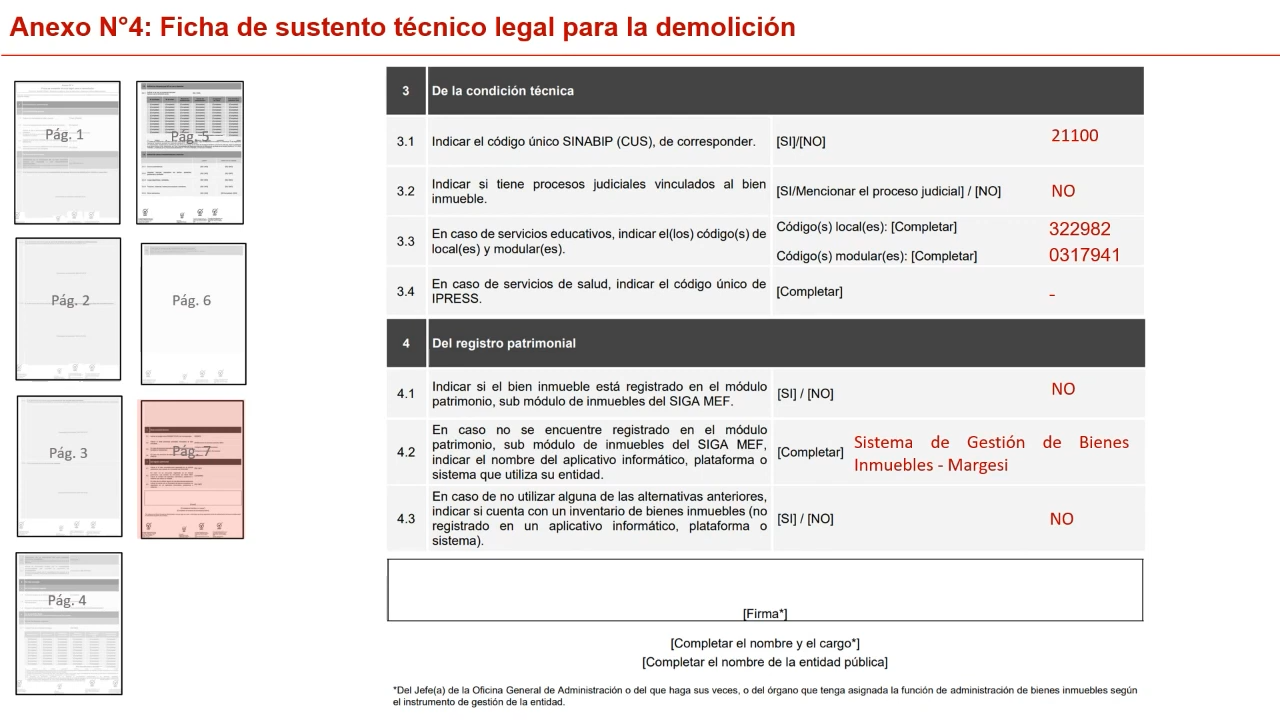 Anexo N°4: Ficha de sustento técnico legal para la demolición
Pág. 1
Pág. 5
Pág. 2
Pág. 6
Pág. 3
Pág. 7
Pág. 4
3 De la condición técnica
3.1 Indicar el código único SINABIP (CUS), de corresponder. [SI]/[NO] 21100
3.2 Indicar si tiene procesos judiciales vinculados al bien
inmueble. [SI/Mencionar el proceso judicial] / [NO] NO
3.3 En caso de servicios educativos, indicar el(los) código(s) de
local(es) y modular(es).
Código(s) local(es): [Completar] 322982
Código(s) modular(es): [Completar] 0317941
3.4 En caso de servicios de salud, indicar el código único de
IPRESS. [Completar] -
4 Del registro patrimonial
4.1 Indicar si el bien inmueble está registrado en el módulo
patrimonio, sub módulo de inmuebles del SIGA MEF. [SI] / [NO] NO
4.2 En caso no se encuentre registrado en el módulo
patrimonio, sub módulo de inmuebles del SIGA MEF,
indicar el nombre del aplicativo informático, plataforma o
sistema que utiliza su entidad.
[Completar] Sistema de Gestión de Bienes
Inmuebles - Margesi
4.3 En caso de no utilizar alguna de las alternativas anteriores,
indicar si cuenta con un inventario de bienes inmuebles (no
registrado en un aplicativo informático, plataforma o
sistema). [SI] / [NO] NO
[Firma*]
[Completar el nombre y el cargo*]
[Completar el nombre de la entidad pública]
*Del Jefe(a) de la Oficina General de Administración o del que haga sus veces, o del órgano que tenga asignada la función de administración de bienes inmuebles según
el instrumento de gestión de la entidad.